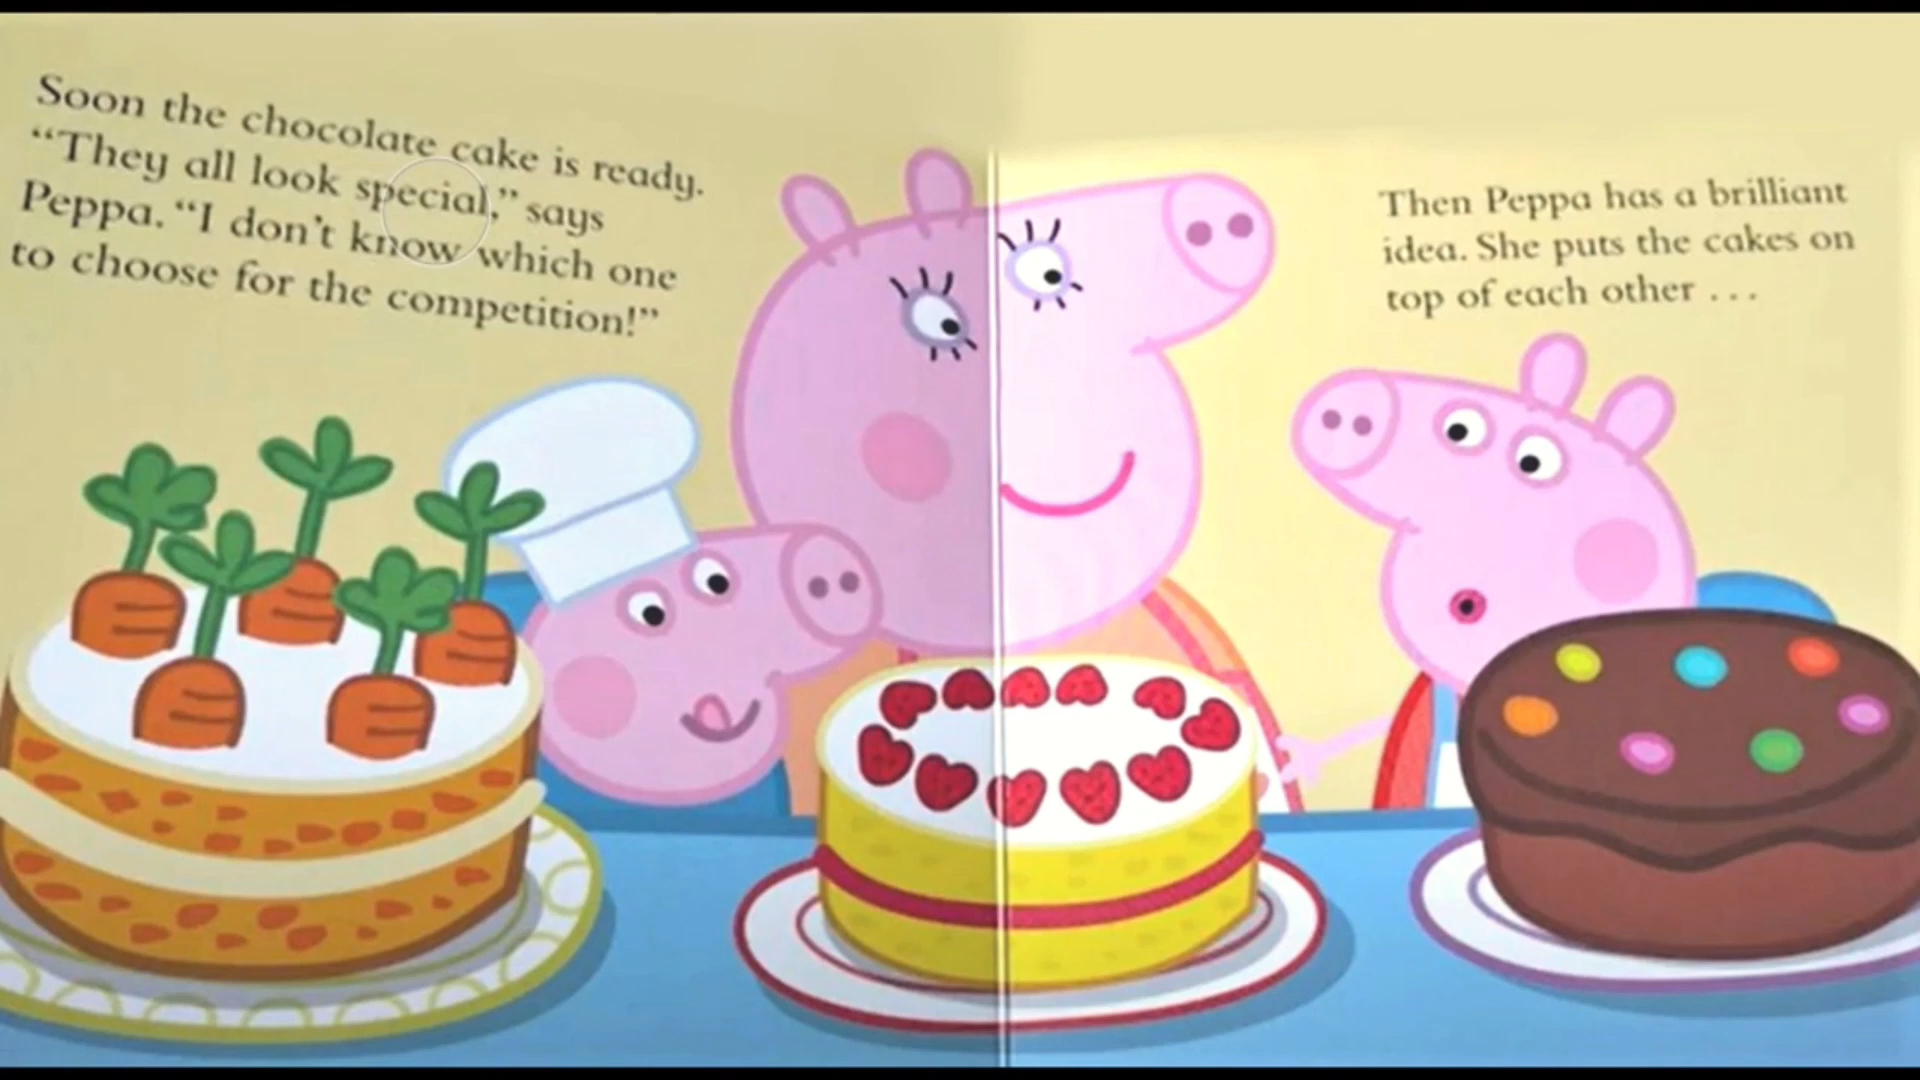 Soon the chocolate cake is ready.
“They all look special,” says
Peppa. “I don’t know which one
to choose for the competition!”
Then Peppa has a brilliant
idea. She puts the cakes on
top of each other . . .